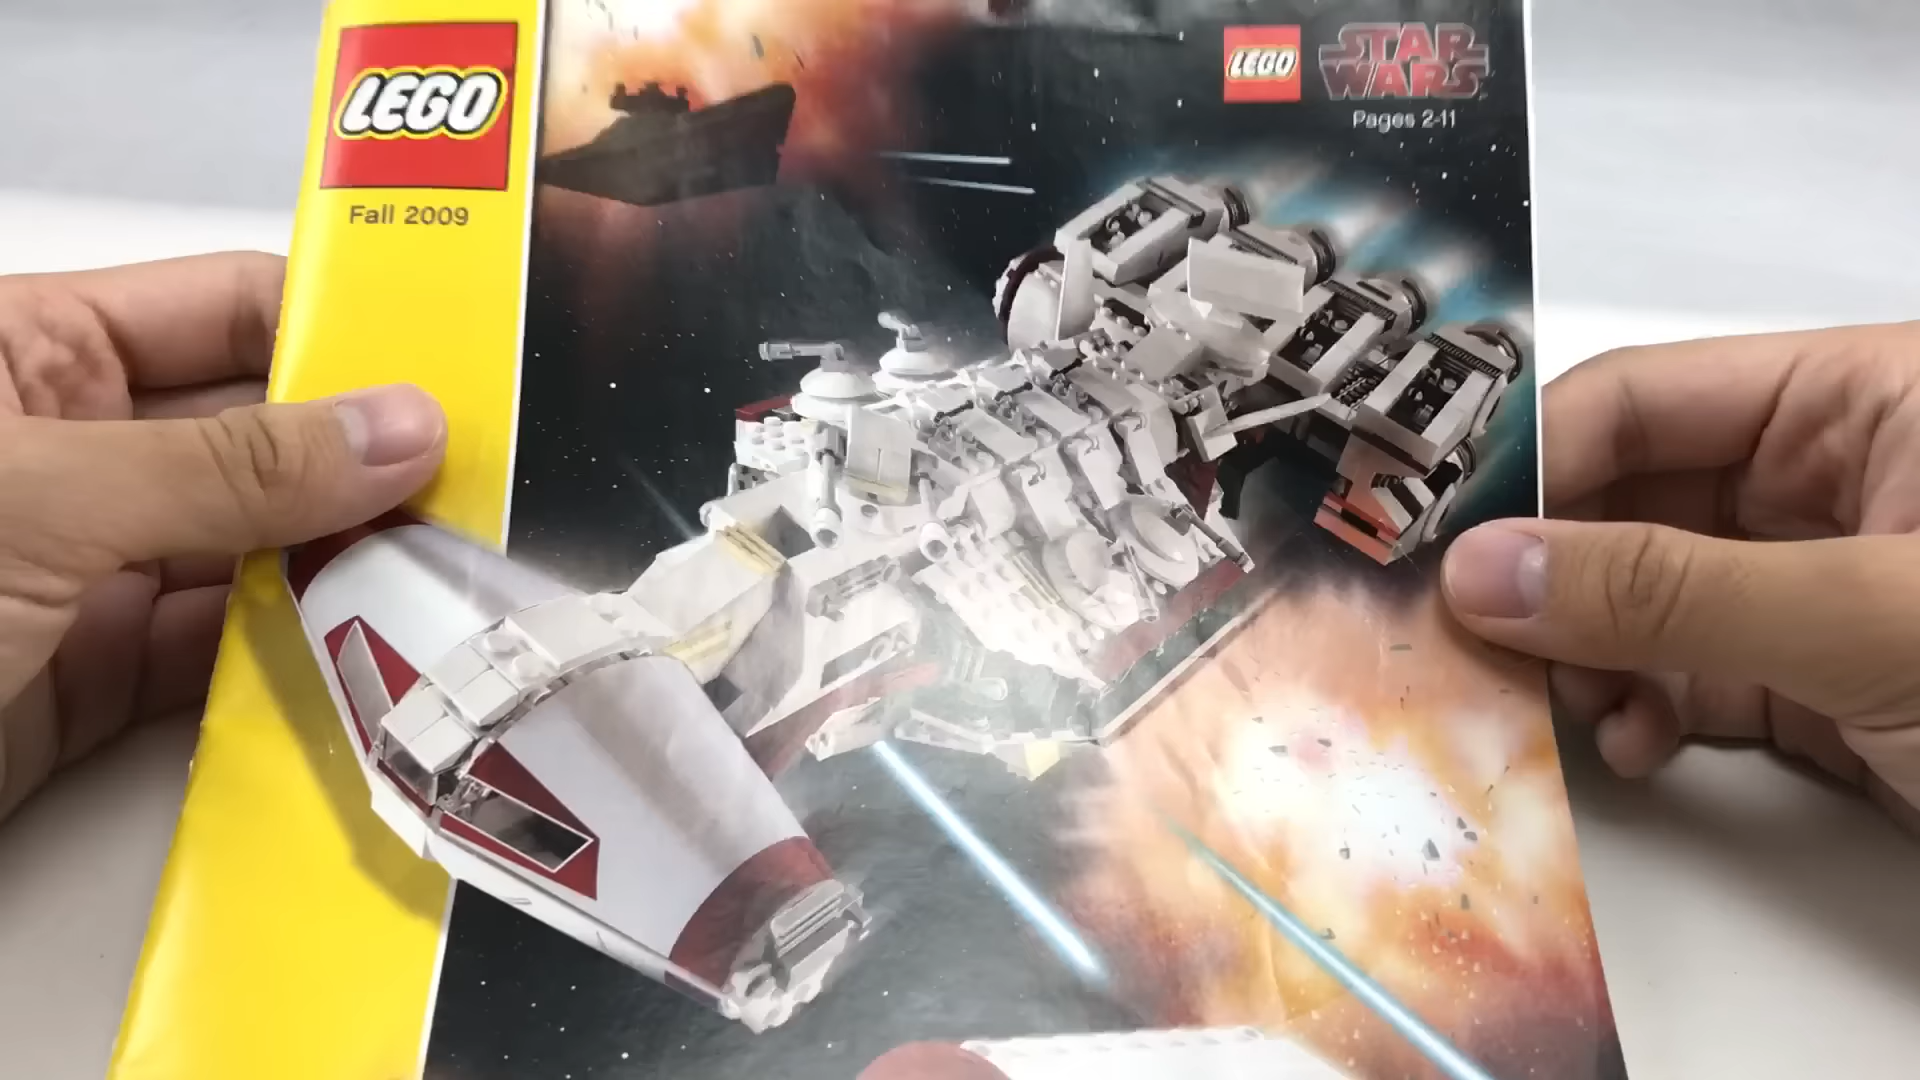 LEGO
Fall 2009
LEGO
STAR
WARS
Pages 2-11